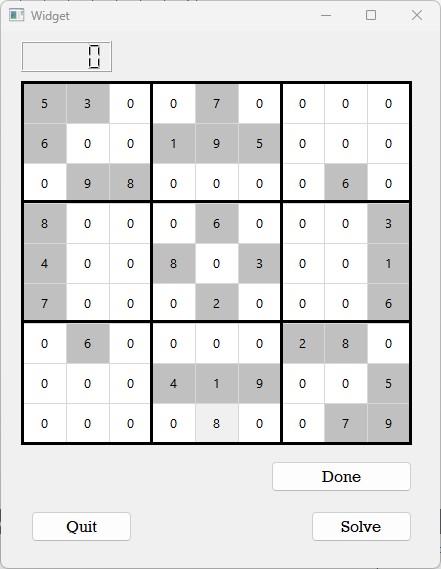 Widget
0
5 3 0 0 7 0 0 0 0
6 0 0 1 9 5 0 0 0
0 9 8 0 0 0 0 6 0
8 0 0 0 6 0 0 0 3
4 0 0 8 0 3 0 0 1
7 0 0 0 2 0 0 0 6
0 6 0 0 0 0 2 8 0
0 0 0 4 1 9 0 0 5
0 0 0 0 8 0 0 7 9
Done
Quit Solve